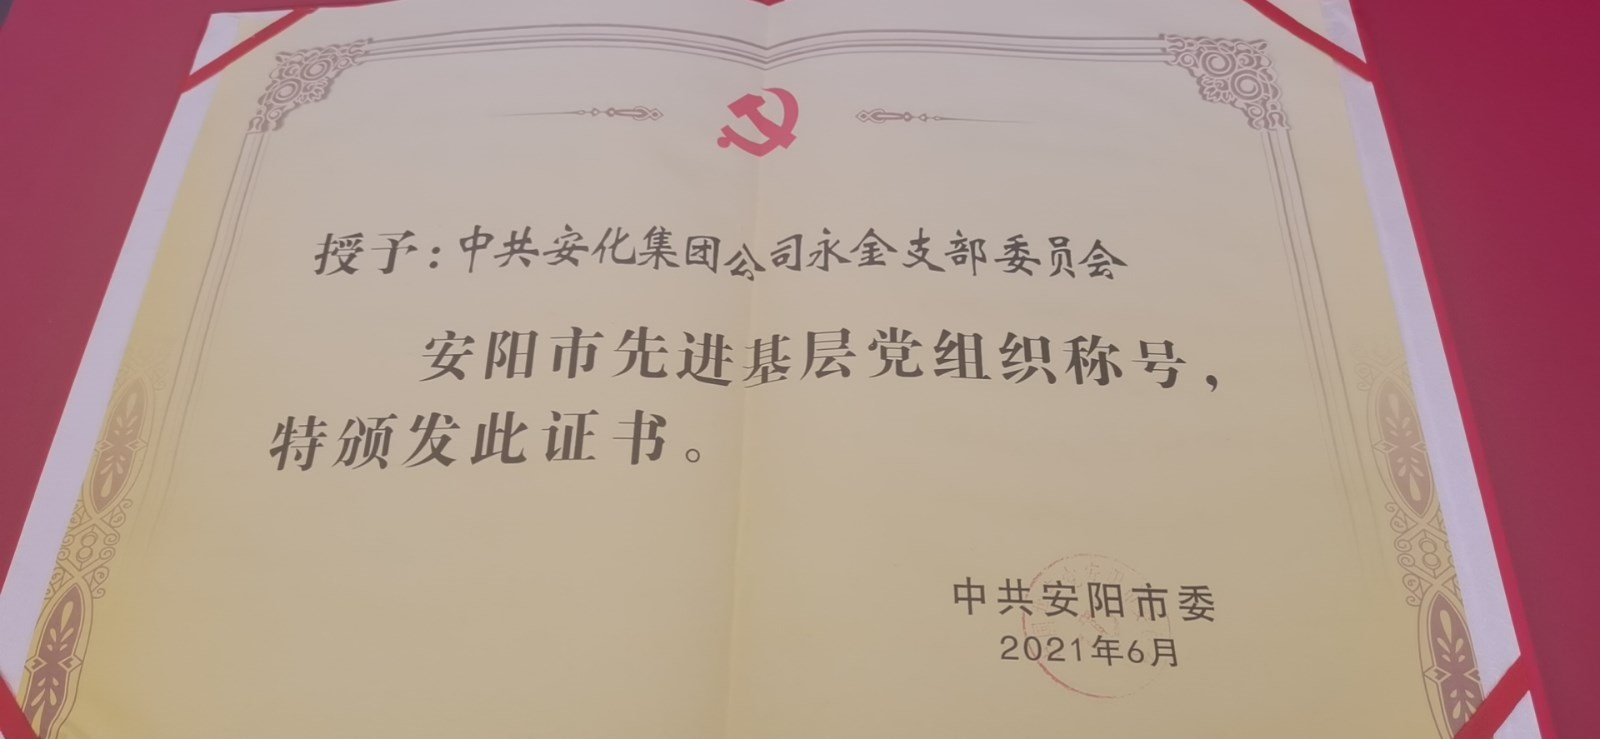 授予：中共安化集团公司永金支部委员会
安阳市先进基层党组织称号，
特颁发此证书。
中共安阳市委
2021年6月